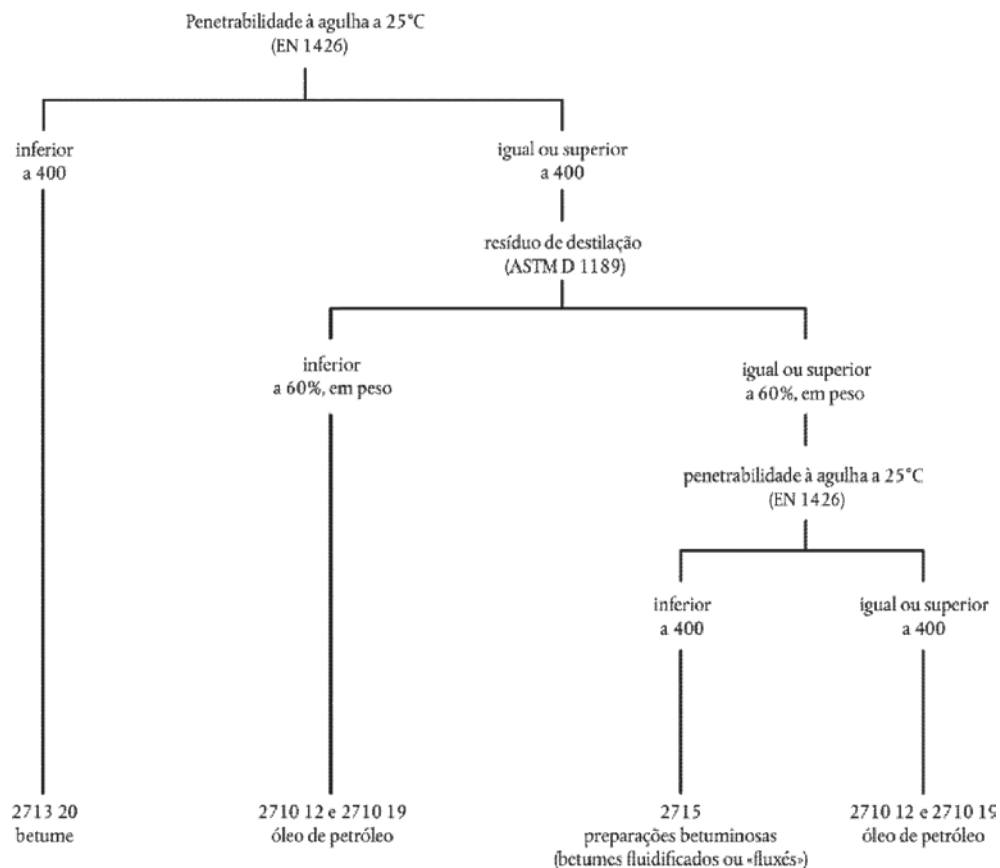 Penetrabilidade à agulha a 25°C
(EN 1426)
inferior
a 400
igual ou superior
a 400
resíduo de destilação
(ASTM D 1189)
inferior
a 60%, em peso
igual ou superior
a 60%, em peso
penetrabilidade à agulha a 25°C
(EN 1426)
inferior
a 400
igual ou superior
a 400
2713 20
betume
2710 12 e 2710 19
óleo de petróleo
2715
preparações betuminosas
(betumes fluidificados ou «fluxés»)
2710 12 e 2710 19
óleo de petróleo